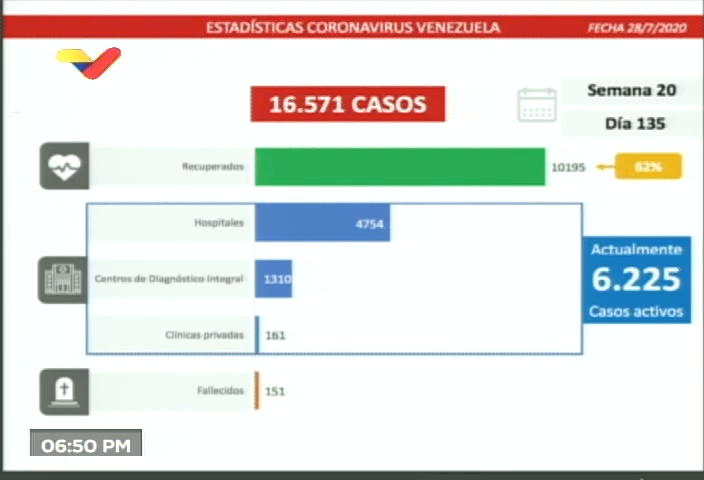 ESTADÍSTICAS CORONAVIRUS VENEZUELA
FECHA 28/7/2020
16.571 CASOS
Semana 20
Día 135
Recuperados
10195
62%
Hospitales
4754
Centros de Diagnóstico Integral
1310
Clínicas privadas
161
Actualmente
6.225
Casos activos
Fallecidos
151
06:50 PM